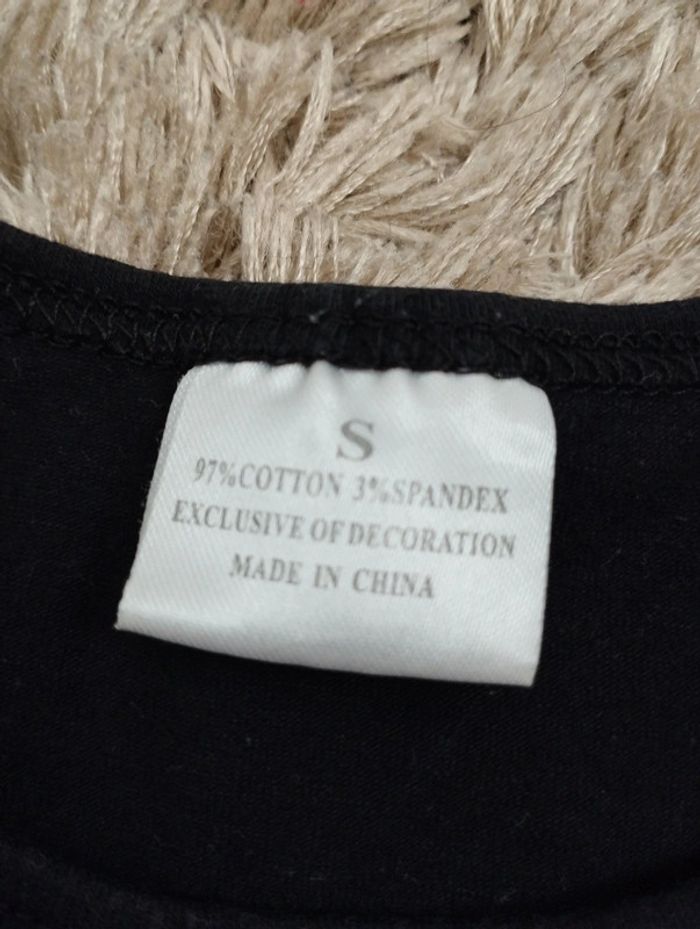 S
97%COTTON 3%SPANDEX
EXCLUSIVE OF DECORATION
MADE IN CHINA